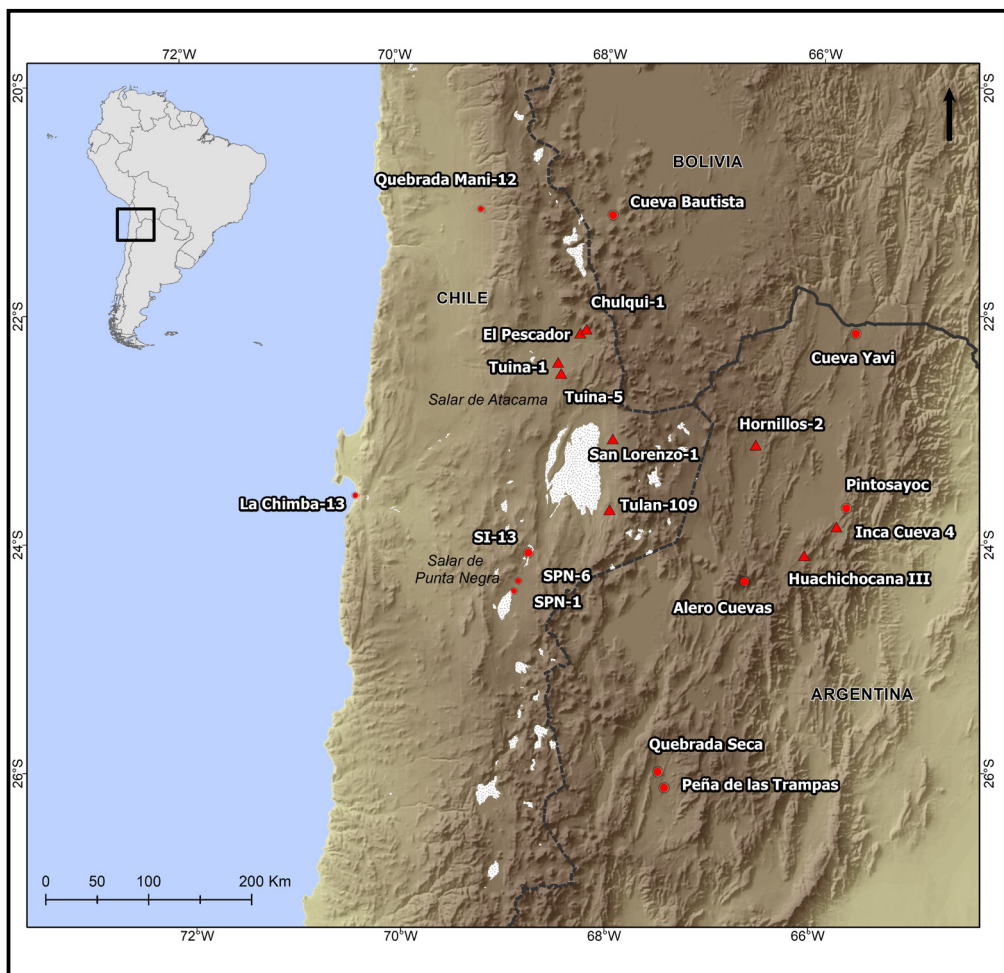 72°W
70°W
68°W
66°W
20°S
20°S
BOLIVIA
Quebrada Mani-12
Cueva Bautista
CHILE
Chulqui-1
22°S
22°S
El Pescador
Cueva Yavi
Tuina-1
Tuina-5
Salar de Atacama
Hornillos-2
San Lorenzo-1
Pintosayoc
La Chimba-13
Tulan-109
Inca Cueva 4
SI-13
24°S
24°S
Salar de
Punta Negra
SPN-6
Huachichocana III
SPN-1
Alero Cuevas
ARGENTINA
Quebrada Seca
26°S
26°S
Peña de las Trampas
0
50
100
200 Km
72°W
70°W
68°W
66°W